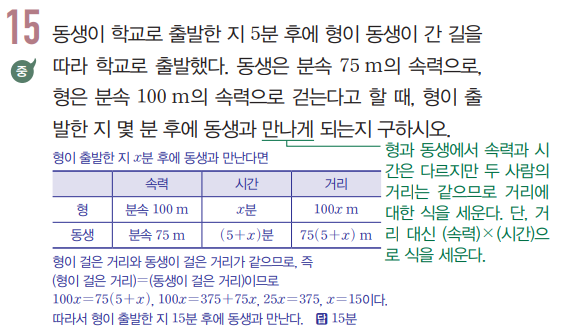 15
중
동생이 학교로 출발한 지 5분 후에 형이 동생이 간 길을
따라 학교로 출발했다. 동생은 분속 75 m의 속력으로,
형은 분속 100 m의 속력으로 걷는다고 할 때, 형이 출
발한 지 몇 분 후에 동생과 만나게 되는지 구하시오.
형이 출발한 지 x분 후에 동생과 만난다면
속력 시간 거리
형 분속 100 m x분 100x m
동생 분속 75 m (5+x)분 75(5+x) m
형이 걸은 거리와 동생이 걸은 거리가 같으므로, 즉
(형이 걸은 거리)=(동생이 걸은 거리)이므로
100x=75(5+x), 100x=375+75x, 25x=375, x=15이다.
따라서 형이 출발한 지 15분 후에 동생과 만난다. 답 15분
형과 동생에서 속력과 시
간은 다르지만 두 사람의
거리는 같으므로 거리에
대한 식을 세운다. 단, 거
리 대신 (속력)×(시간)으
로 식을 세운다.